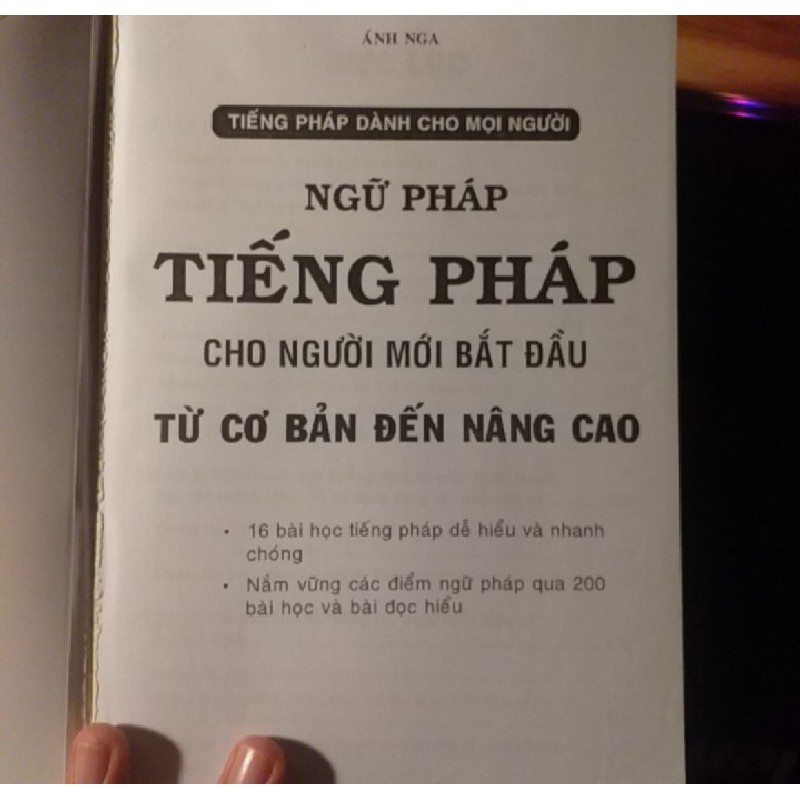 ÁNH NGA
TIẾNG PHÁP DÀNH CHO MỌI NGƯỜI
NGỮ PHÁP
TIẾNG PHÁP
CHO NGƯỜI MỚI BẮT ĐẦU
TỪ CƠ BẢN ĐẾN NÂNG CAO
• 16 bài học tiếng pháp dễ hiểu và nhanh
chóng
• Nắm vững các điểm ngữ pháp qua 200
bài học và bài đọc hiểu